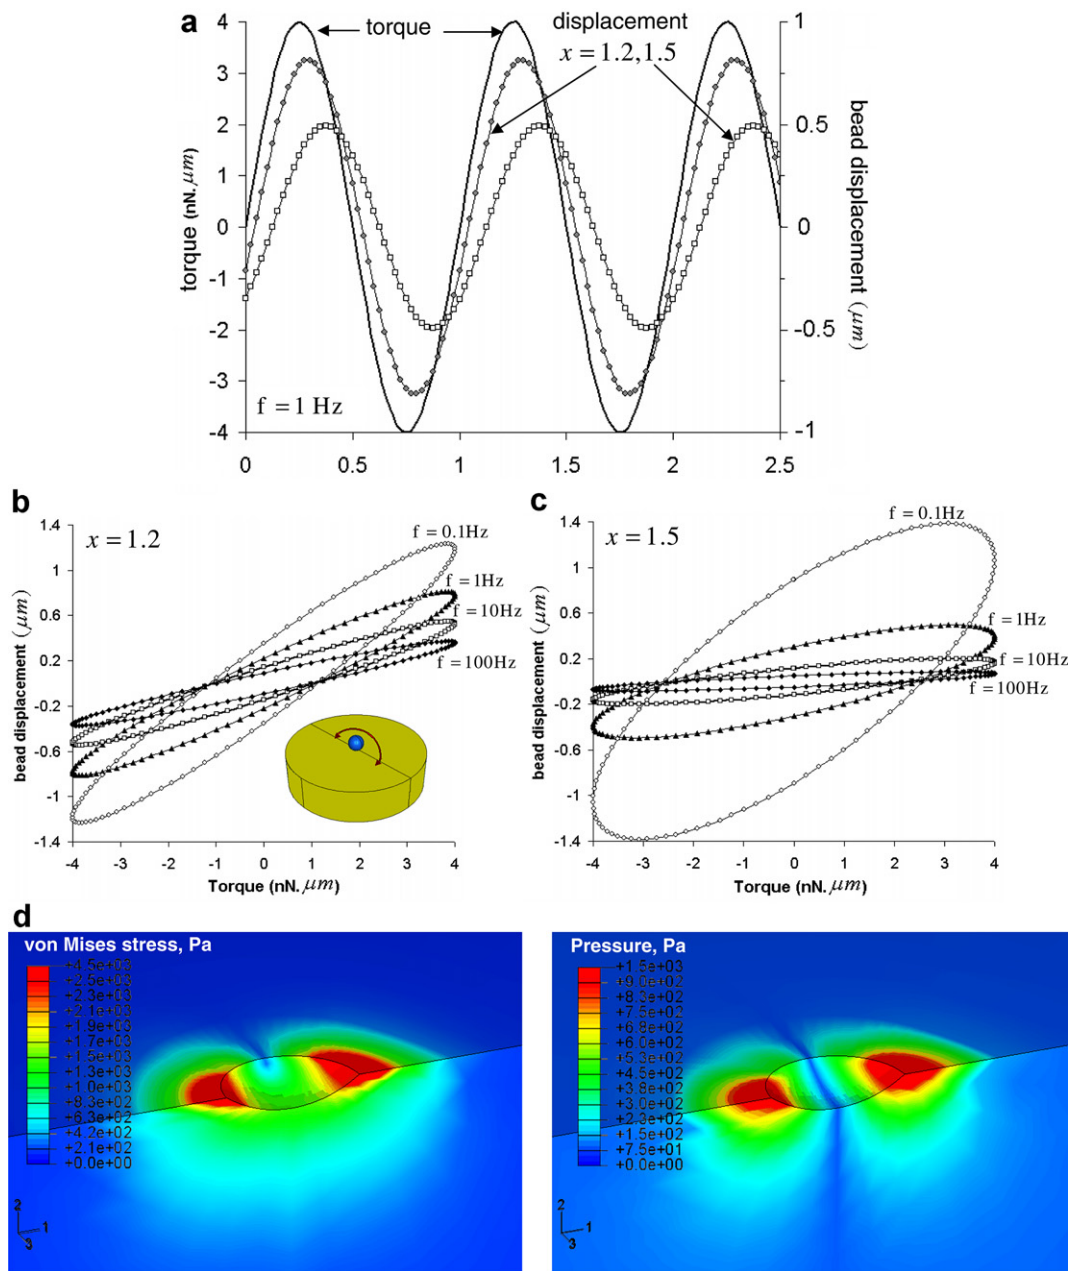 a
torque
displacement
x = 1.2, 1.5
4
3
2
1
0
-1
-2
-3
-4
torque (nN.μm)
1
0.5
0
-0.5
-1
bead displacement (μm)
f = 1 Hz
0 0.5 1 1.5 2 2.5
b
x = 1.2
f = 0.1Hz
f = 1Hz
f = 10Hz
f = 100Hz
1.4
1
0.6
0.2
-0.2
-0.6
-1
-1.4
bead displacement (μm)
-4 -3 -2 -1 0 1 2 3 4
Torque (nN. μm)
c
x = 1.5
f = 0.1Hz
f = 1Hz
f = 10Hz
f = 100Hz
1.4
1
0.6
0.2
-0.2
-0.6
-1
-1.4
bead displacement (μm)
-4 -3 -2 -1 0 1 2 3 4
Torque (nN. μm)
d
von Mises stress, Pa
+4.5e+03
+2.5e+03
+2.3e+03
+2.1e+03
+1.9e+03
+1.7e+03
+1.5e+03
+1.3e+03
+1.0e+03
+8.3e+02
+6.3e+02
+4.2e+02
+2.1e+02
+0.0e+00
2
1
3
Pressure, Pa
+1.5e+03
+9.0e+02
+8.3e+02
+7.5e+02
+6.8e+02
+6.0e+02
+5.2e+02
+4.5e+02
+3.8e+02
+3.0e+02
+2.3e+02
+1.5e+02
+7.5e+01
+0.0e+00
2
1
3